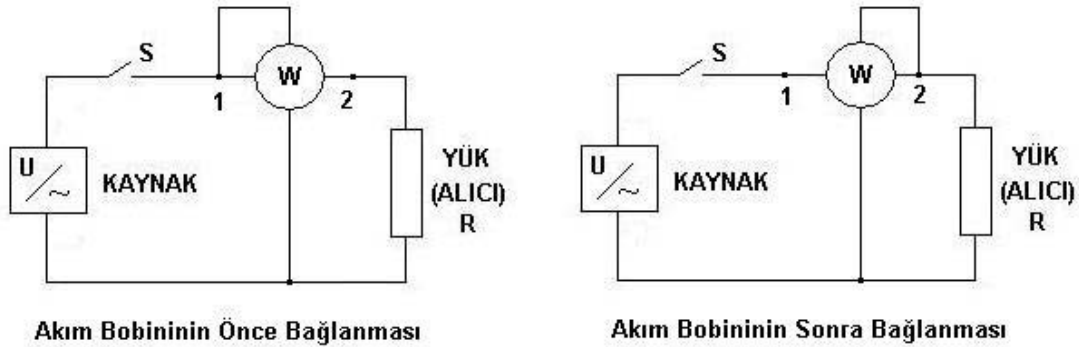 S
W
1
2
U
~
KAYNAK
YÜK
(ALICI)
R
Akım Bobininin Önce Bağlanması
S
W
1
2
U
~
KAYNAK
YÜK
(ALICI)
R
Akım Bobininin Sonra Bağlanması